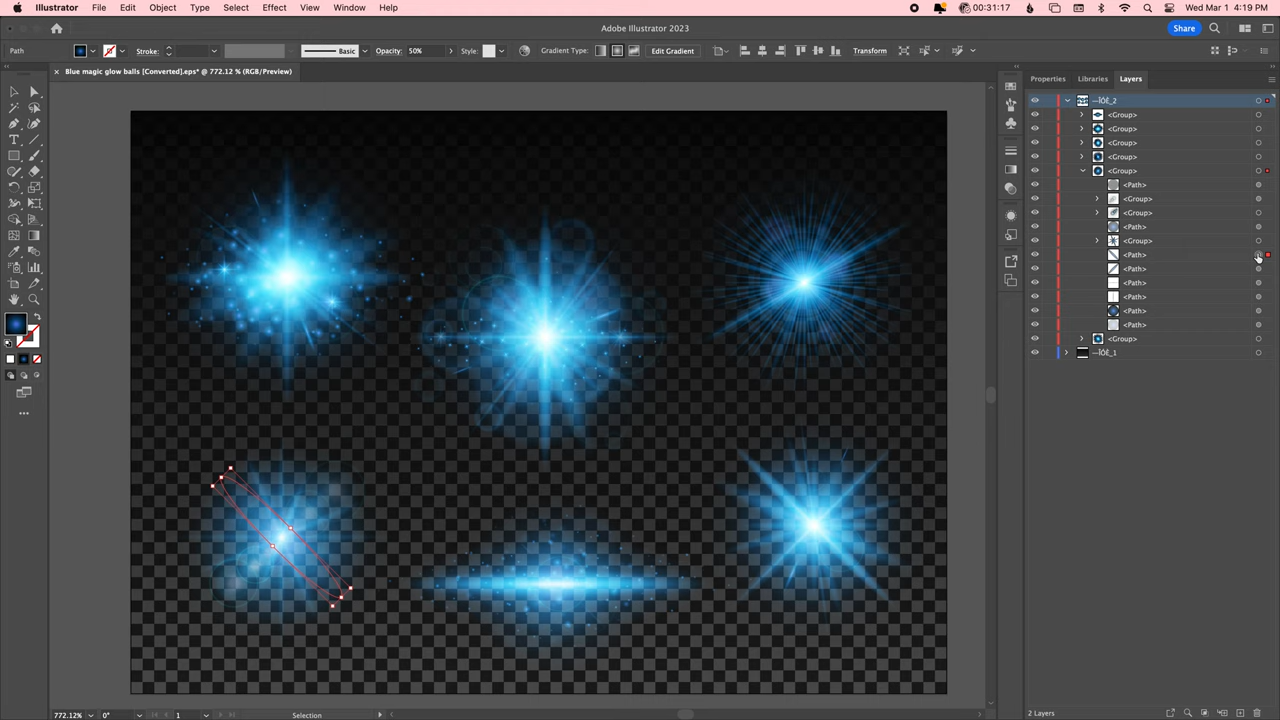 Illustrator File Edit Object Type Select Effect View Window Help 00:31:17 Wed Mar 1 4:19 PM
Adobe Illustrator 2023
Share
Path Stroke: Basic Opacity: 50% Style: Gradient Type: Edit Gradient Transform
× Blue magic glow balls [Converted].eps* @ 772.12 % (RGB/Preview)
Properties Libraries Layers
—ÎÓÈ_2
<Group>
<Group>
<Group>
<Group>
<Group>
<Path>
<Group>
<Group>
<Path>
<Group>
<Path>
<Path>
<Path>
<Path>
<Path>
<Path>
<Group>
—ÎÓÈ_1
772.12% 0° 1 Selection
2 Layers